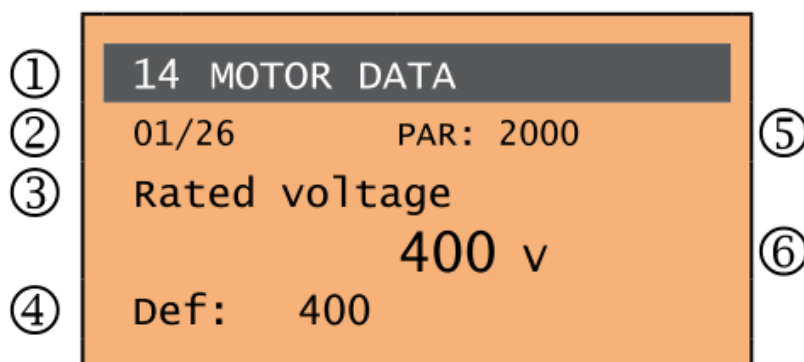 ① 14 MOTOR DATA
② 01/26 PAR: 2000 ⑤
③ Rated voltage
400 V ⑥
④ Def: 400